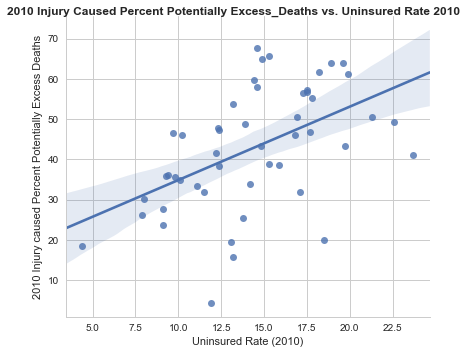 2010 Injury Caused Percent Potentially Excess_Deaths vs. Uninsured Rate 2010
2010 Injury caused Percent Potentially Excess Deaths
70
60
50
40
30
20
10
5.0 7.5 10.0 12.5 15.0 17.5 20.0 22.5
Uninsured Rate (2010)